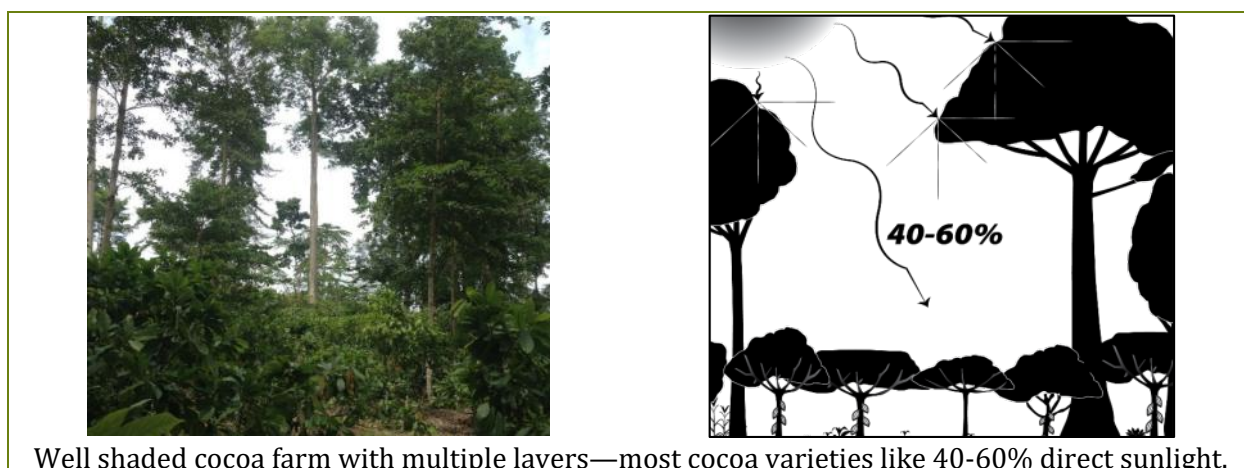 40-60%
Well shaded cocoa farm with multiple layers—most cocoa varieties like 40-60% direct sunlight.